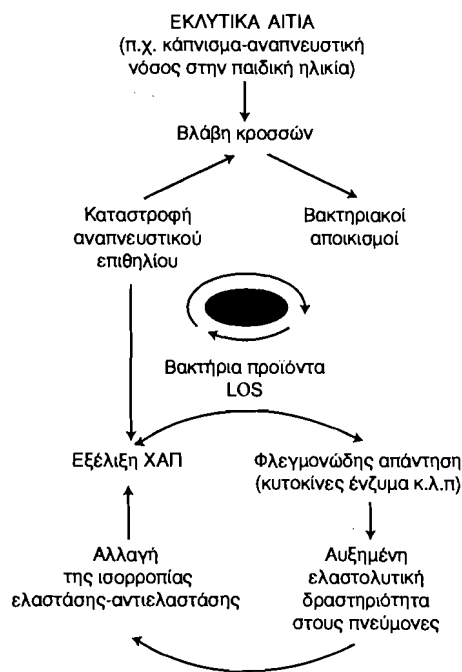 ΕΚΛΥΤΙΚΑ ΑΙΤΙΑ
(π.χ. κάπνισμα-αναπνευστική
νόσος στην παιδική ηλικία)
Βλάβη κροσσών
Καταστροφή
αναπνευστικού
επιθηλίου
Βακτηριακοί
αποικισμοί
Βακτήρια προϊόντα
LOS
Εξέλιξη ΧΑΠ
Φλεγμονώδης απάντηση
(κυτοκίνες ένζυμα κ.λ.π)
Αλλαγή
της ισορροπίας
ελαστάσης-αντιελαστάσης
Αυξημένη
ελαστολυτική
δραστηριότητα
στους πνεύμονες